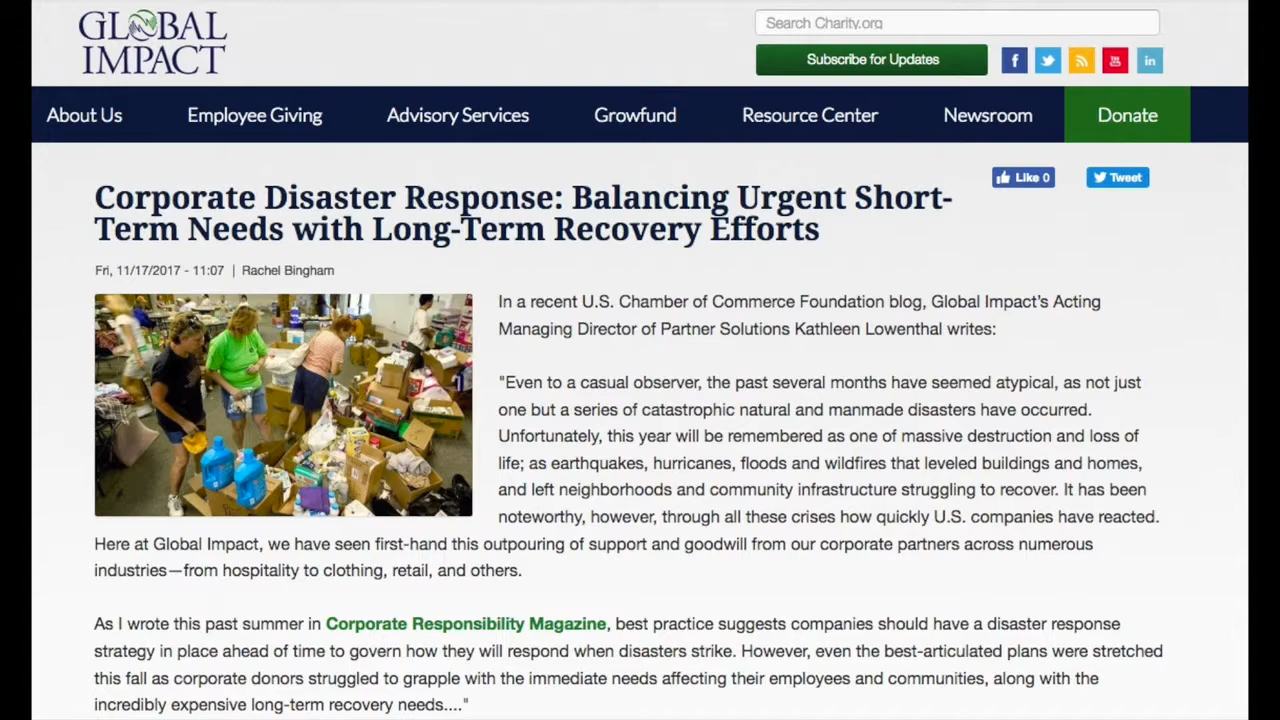 GLOBAL
IMPACT
Search Charity.org
Subscribe for Updates
f
You
Tube
in
About Us
Employee Giving
Advisory Services
Growfund
Resource Center
Newsroom
Donate
Like 0
Tweet
Corporate Disaster Response: Balancing Urgent Short-
Term Needs with Long-Term Recovery Efforts
Fri, 11/17/2017 - 11:07 | Rachel Bingham
In a recent U.S. Chamber of Commerce Foundation blog, Global Impact's Acting
Managing Director of Partner Solutions Kathleen Lowenthal writes:
"Even to a casual observer, the past several months have seemed atypical, as not just
one but a series of catastrophic natural and manmade disasters have occurred.
Unfortunately, this year will be remembered as one of massive destruction and loss of
life; as earthquakes, hurricanes, floods and wildfires that leveled buildings and homes,
and left neighborhoods and community infrastructure struggling to recover. It has been
noteworthy, however, through all these crises how quickly U.S. companies have reacted.
Here at Global Impact, we have seen first-hand this outpouring of support and goodwill from our corporate partners across numerous
industries—from hospitality to clothing, retail, and others.
As I wrote this past summer in Corporate Responsibility Magazine, best practice suggests companies should have a disaster response
strategy in place ahead of time to govern how they will respond when disasters strike. However, even the best-articulated plans were stretched
this fall as corporate donors struggled to grapple with the immediate needs affecting their employees and communities, along with the
incredibly expensive long-term recovery needs...."